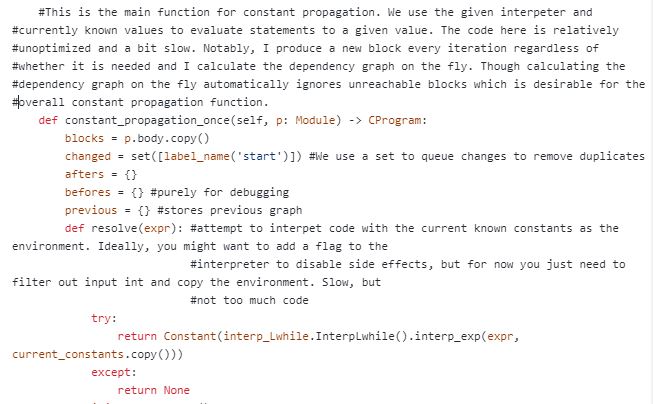 #This is the main function for constant propagation. We use the given interpeter and
#currently known values to evaluate statements to a given value. The code here is relatively
#unoptimized and a bit slow. Notably, I produce a new block every iteration regardless of
#whether it is needed and I calculate the dependency graph on the fly. Though calculating the
#dependency graph on the fly automatically ignores unreachable blocks which is desirable for the
#overall constant propagation function.
def constant_propagation_once(self, p: Module) -> CProgram:
blocks = p.body.copy()
changed = set([label_name('start')]) #We use a set to queue changes to remove duplicates
afters = {}
befores = {} #purely for debugging
previous = {} #stores previous graph
def resolve(expr): #attempt to interpet code with the current known constants as the
environment. Ideally, you might want to add a flag to the
#interpreter to disable side effects, but for now you just need to
filter out input int and copy the environment. Slow, but
#not too much code
try:
return Constant(interp_Lwhile.InterpLwhile().interp_exp(expr,
current_constants.copy()))
except:
return None